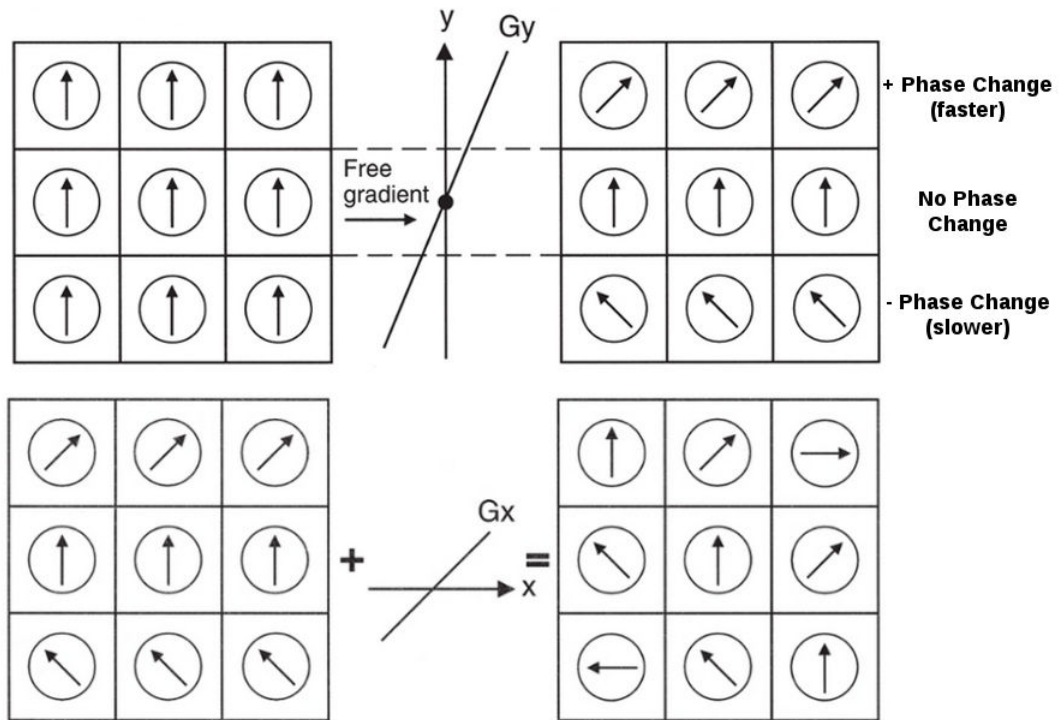 y
Gy
+ Phase Change
(faster)
Free
gradient
No Phase
Change
- Phase Change
(slower)
Gx
+
=
x